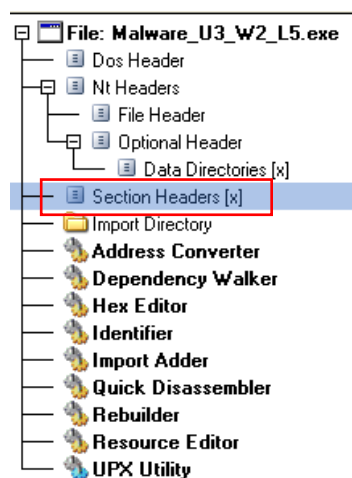 File: Malware_U3_W2_L5.exe
Dos Header
Nt Headers
File Header
Optional Header
Data Directories [x]
Section Headers [x]
Import Directory
Address Converter
Dependency Walker
Hex Editor
Identifier
Import Adder
Quick Disassembler
Rebuilder
Resource Editor
UPX Utility